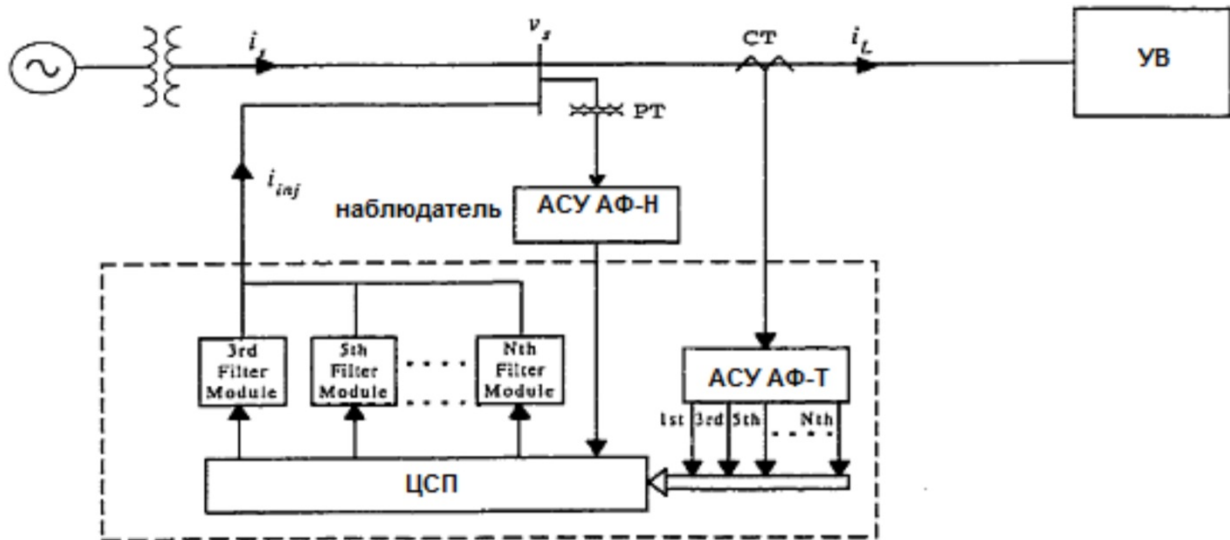 i_s
v_s
CT
i_L
УВ
PT
i_inj
наблюдатель
АСУ АФ-Н
3rd
Filter
Module
5th
Filter
Module
Nth
Filter
Module
АСУ АФ-Т
1st 3rd 5th Nth
ЦСП